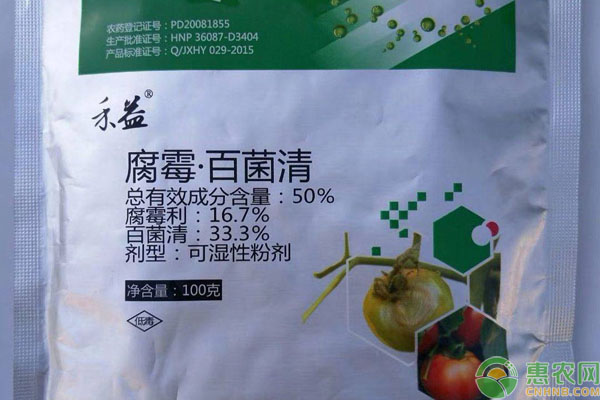 农药登记证号：PD20081855
生产批准证号：HNP 36087-D3404
产品标准证号：Q/JXHY 029-2015
禾益®
腐霉·百菌清
总有效成分含量：50%
腐霉利：16.7%
百菌清：33.3%
剂型：可湿性粉剂
净含量：100克
低毒
惠农网
CNHNB.COM